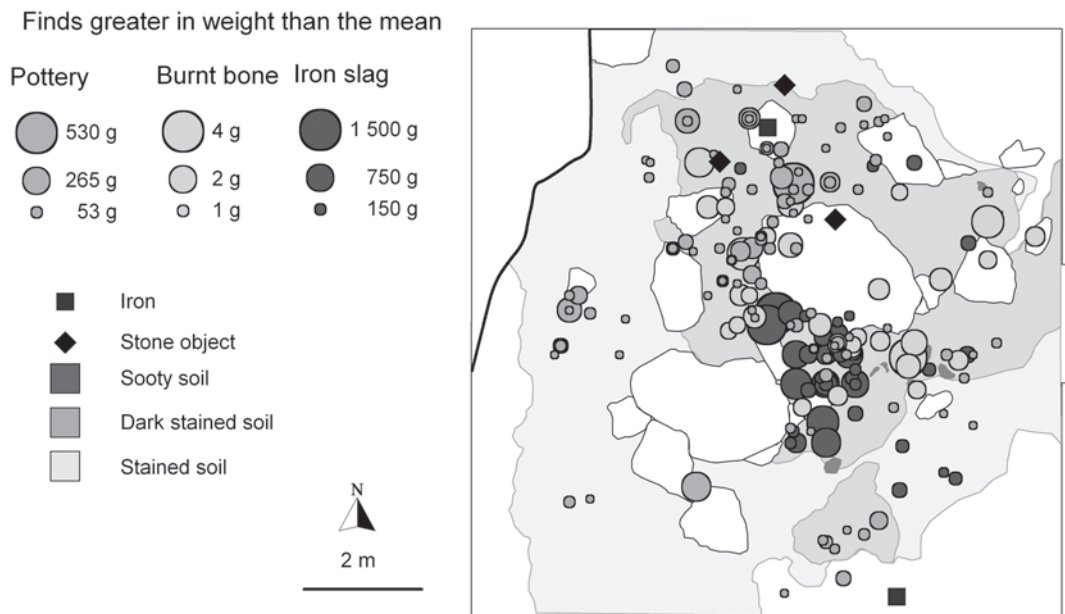 Finds greater in weight than the mean
Pottery Burnt bone Iron slag
530 g 4 g 1 500 g
265 g 2 g 750 g
53 g 1 g 150 g
Iron
Stone object
Sooty soil
Dark stained soil
Stained soil
N
2 m